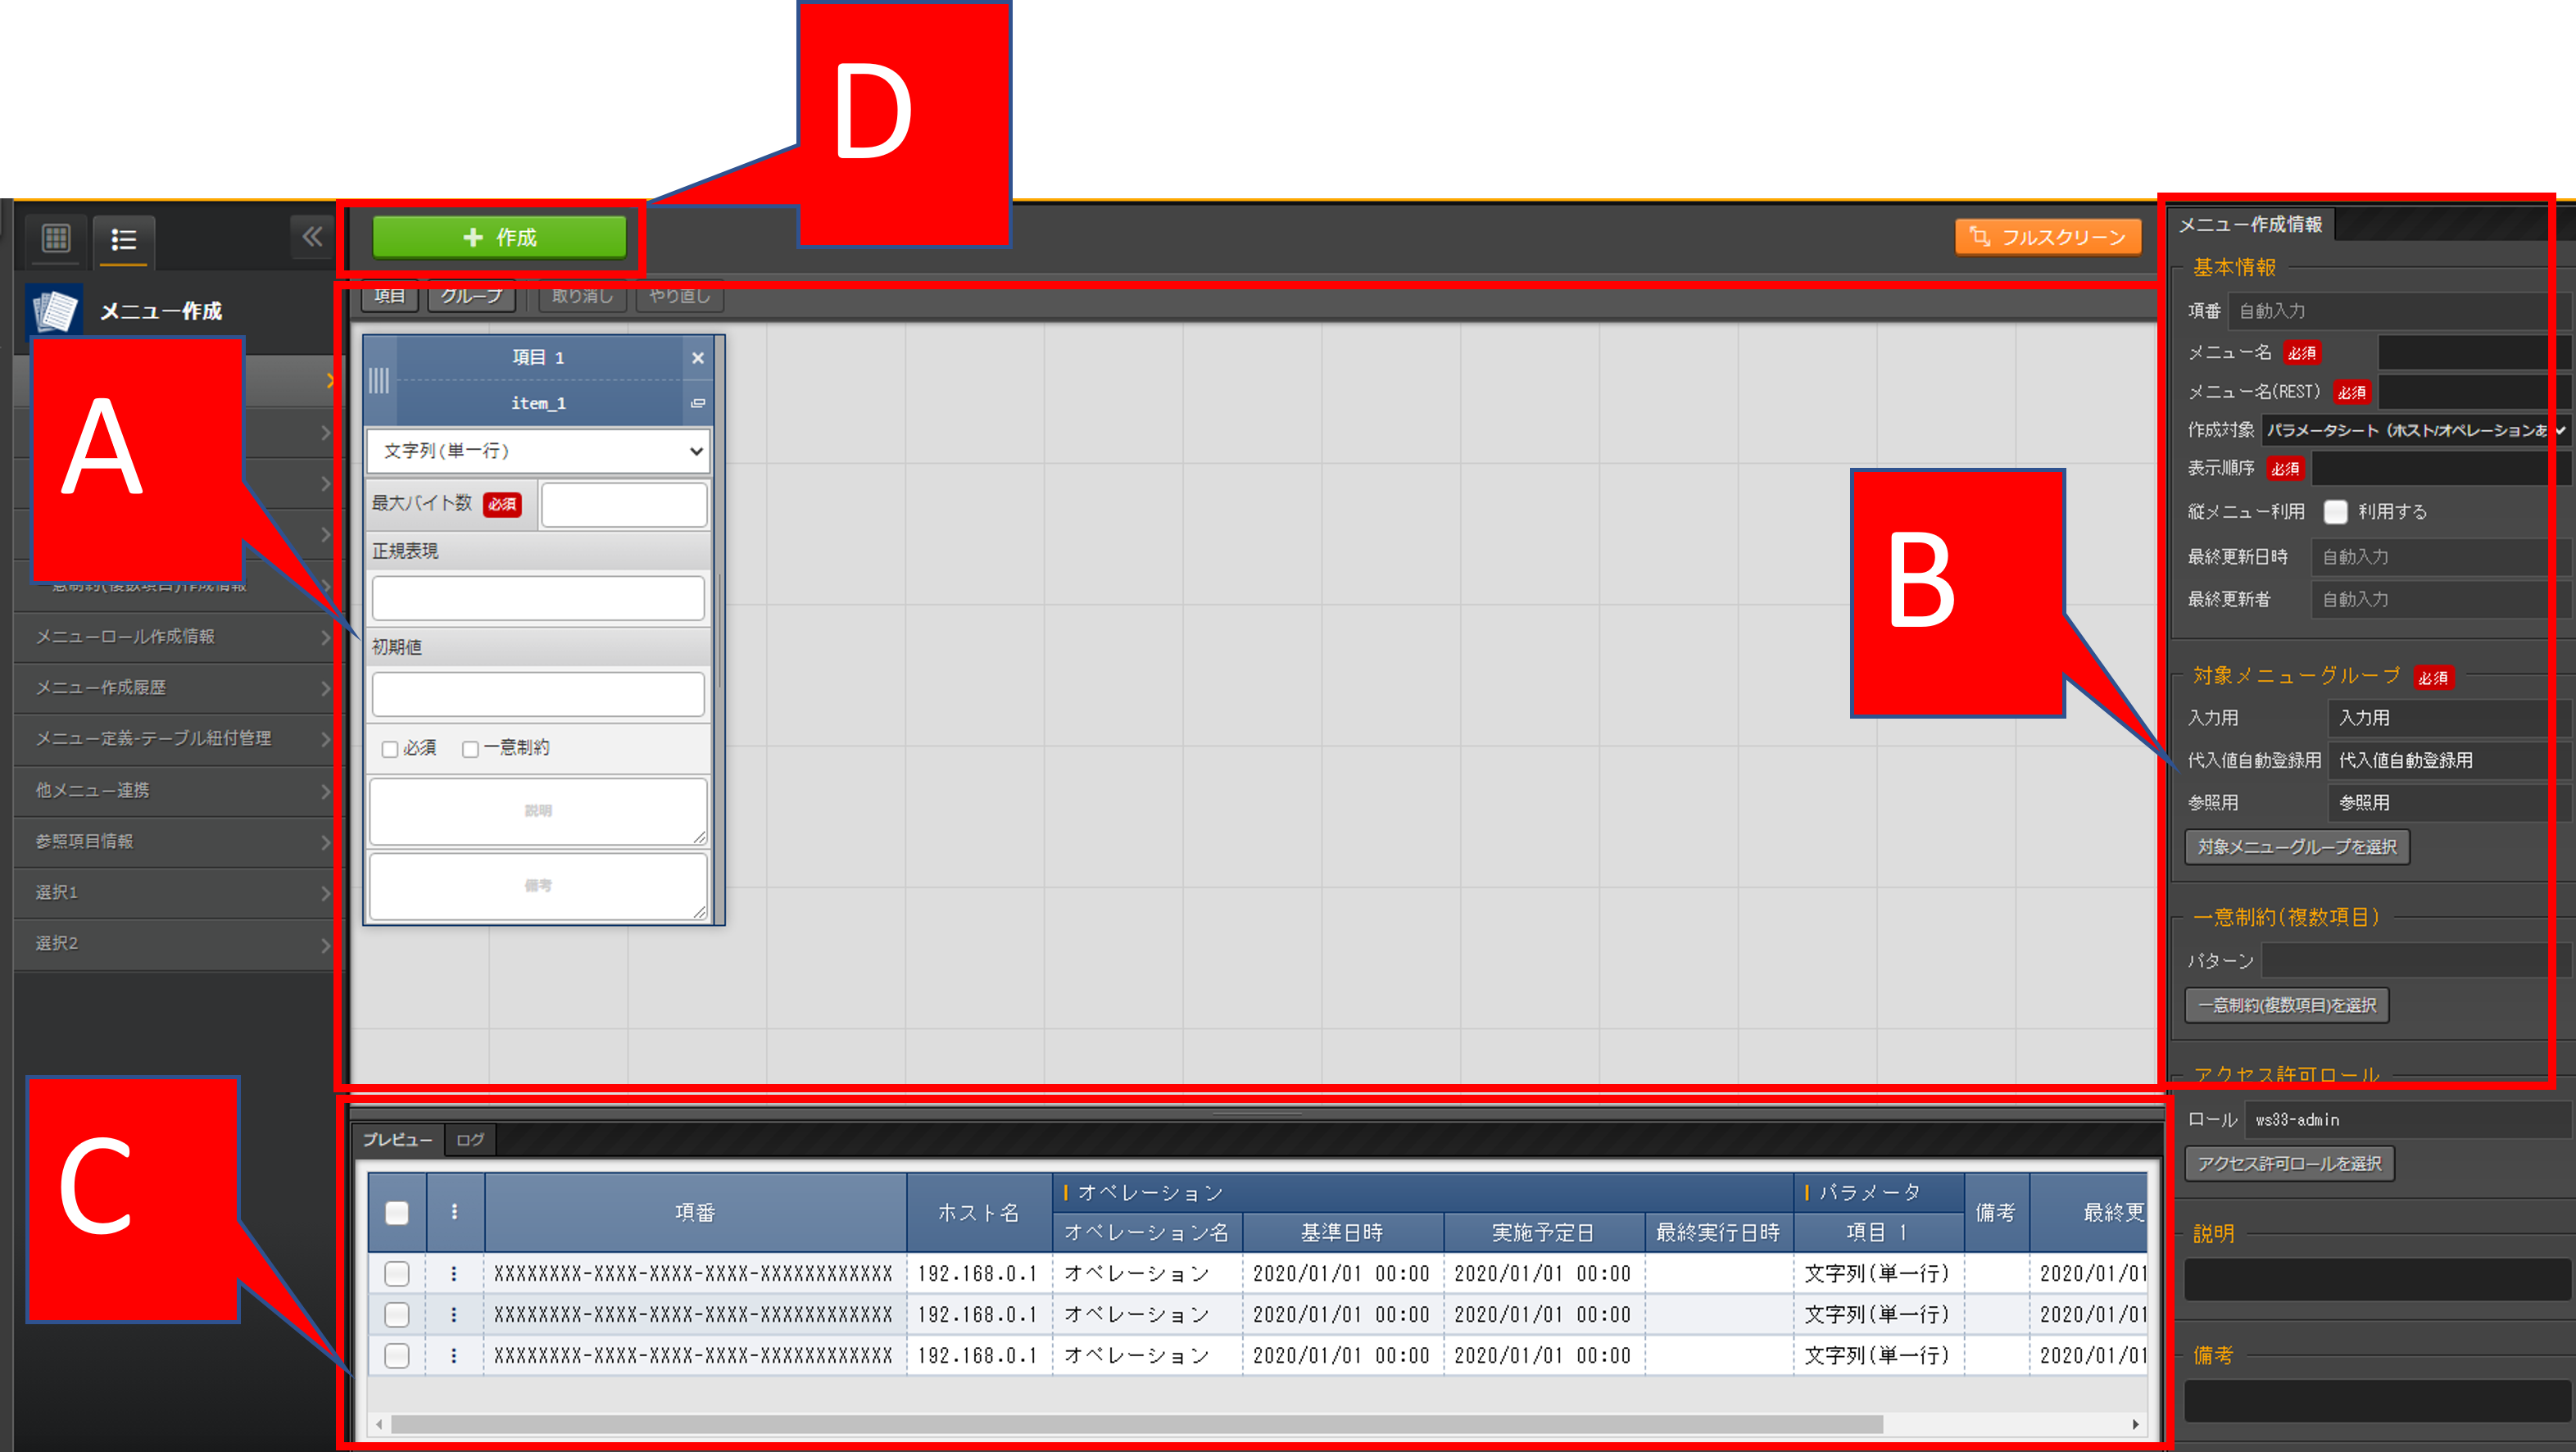 D
作成
フルスクリーン
メニュー作成
A
一意制約(複数項目)作成情報
メニューロール作成情報
メニュー作成履歴
メニュー定義-テーブル紐付管理
他メニュー連携
参照項目情報
選択1
選択2
C
項目 グループ 取り消し やり直し
項目 1
item_1
文字列(単一行)
最大バイト数 必須
正規表現
初期値
必須 一意制約
説明
備考
B
メニュー作成情報
基本情報
項番 自動入力
メニュー名 必須
メニュー名(REST) 必須
作成対象 パラメータシート（ホスト/オペレーションあ
表示順序 必須
縦メニュー利用 利用する
最終更新日時 自動入力
最終更新者 自動入力
対象メニューグループ 必須
入力用 入力用
代入値自動登録用 代入値自動登録用
参照用 参照用
対象メニューグループを選択
一意制約(複数項目)
パターン
一意制約(複数項目)を選択
アクセス許可ロール
ロール ws33-admin
アクセス許可ロールを選択
説明
備考
プレビュー ログ
項番 ホスト名 オペレーション パラメータ 備考 最終更
オペレーション名 基準日時 実施予定日 最終実行日時 項目 1
XXXXXXXX-XXXX-XXXX-XXXX-XXXXXXXXXXXX 192.168.0.1 オペレーション 2020/01/01 00:00 2020/01/01 00:00 文字列(単一行) 2020/01/01
XXXXXXXX-XXXX-XXXX-XXXX-XXXXXXXXXXXX 192.168.0.1 オペレーション 2020/01/01 00:00 2020/01/01 00:00 文字列(単一行) 2020/01/01
XXXXXXXX-XXXX-XXXX-XXXX-XXXXXXXXXXXX 192.168.0.1 オペレーション 2020/01/01 00:00 2020/01/01 00:00 文字列(単一行) 2020/01/01